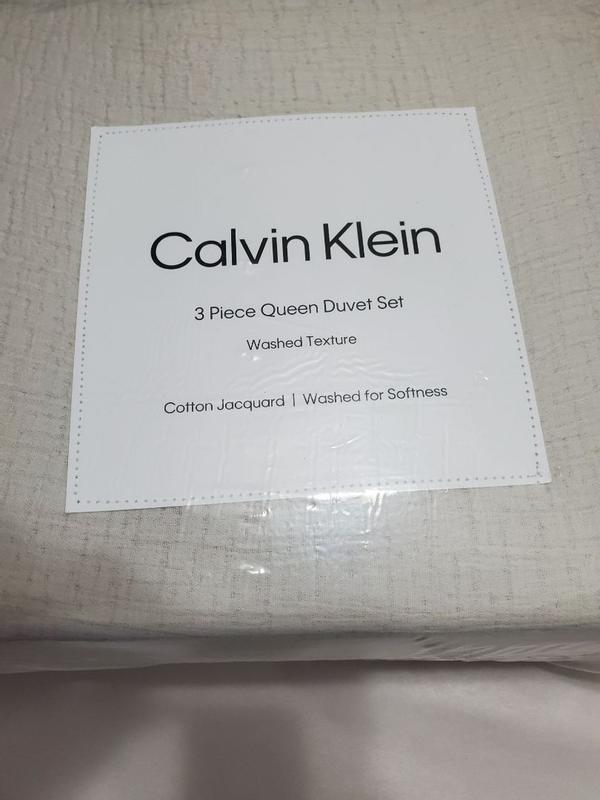 Calvin Klein
3 Piece Queen Duvet Set
Washed Texture
Cotton Jacquard | Washed for Softness